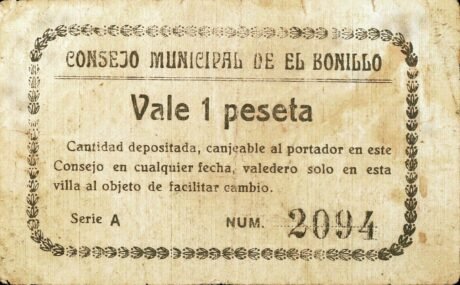 CONSEJO MUNICIPAL DE EL BONILLO
Vale 1 peseta
Cantidad depositada, canjeable al portador en este
Consejo en cualquier fecha, valedero solo en esta
villa al objeto de facilitar cambio.
Serie A NUM. 2094